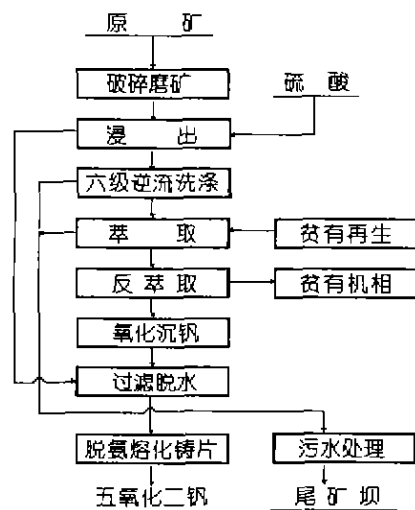 原 矿
破碎磨矿
硫 酸
浸 出
六级逆流洗涤
萃 取
贫有再生
反 萃 取
贫有机相
氧化沉钒
过滤脱水
脱氨熔化铸片
污水处理
五氧化二钒
尾 矿 坝